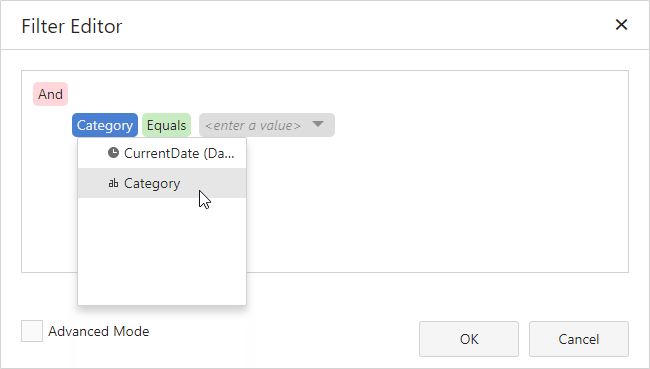 Filter Editor
And
Category Equals <enter a value>
CurrentDate (Da...
ab Category
Advanced Mode
OK Cancel